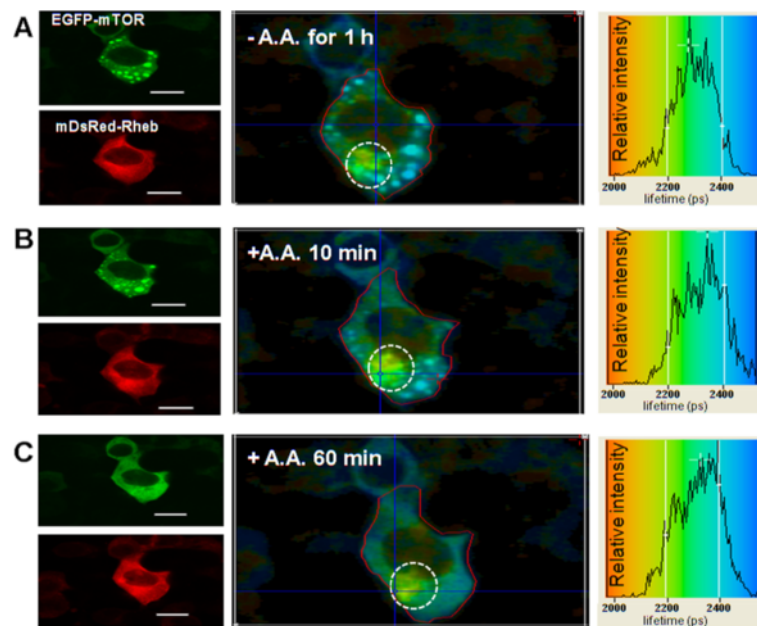 A
EGFP-mTOR
mDsRed-Rheb
- A.A. for 1 h
Relative intensity
2000 2200 2400
lifetime (ps)
B
+A.A. 10 min
Relative intensity
2000 2200 2400
lifetime (ps)
C
+ A.A. 60 min
Relative intensity
2000 2200 2400
lifetime (ps)